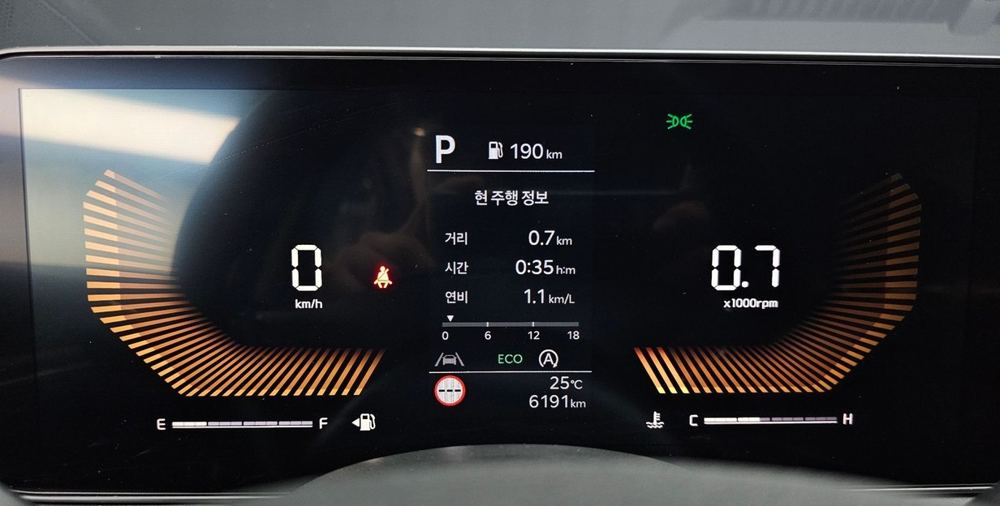 P 190 km
현 주행 정보
거리 0.7 km
시간 0:35 h:m
연비 1.1 km/L
0 6 12 18
ECO A
25℃
6191 km
0
km/h
0.7
x1000rpm
E F
C H